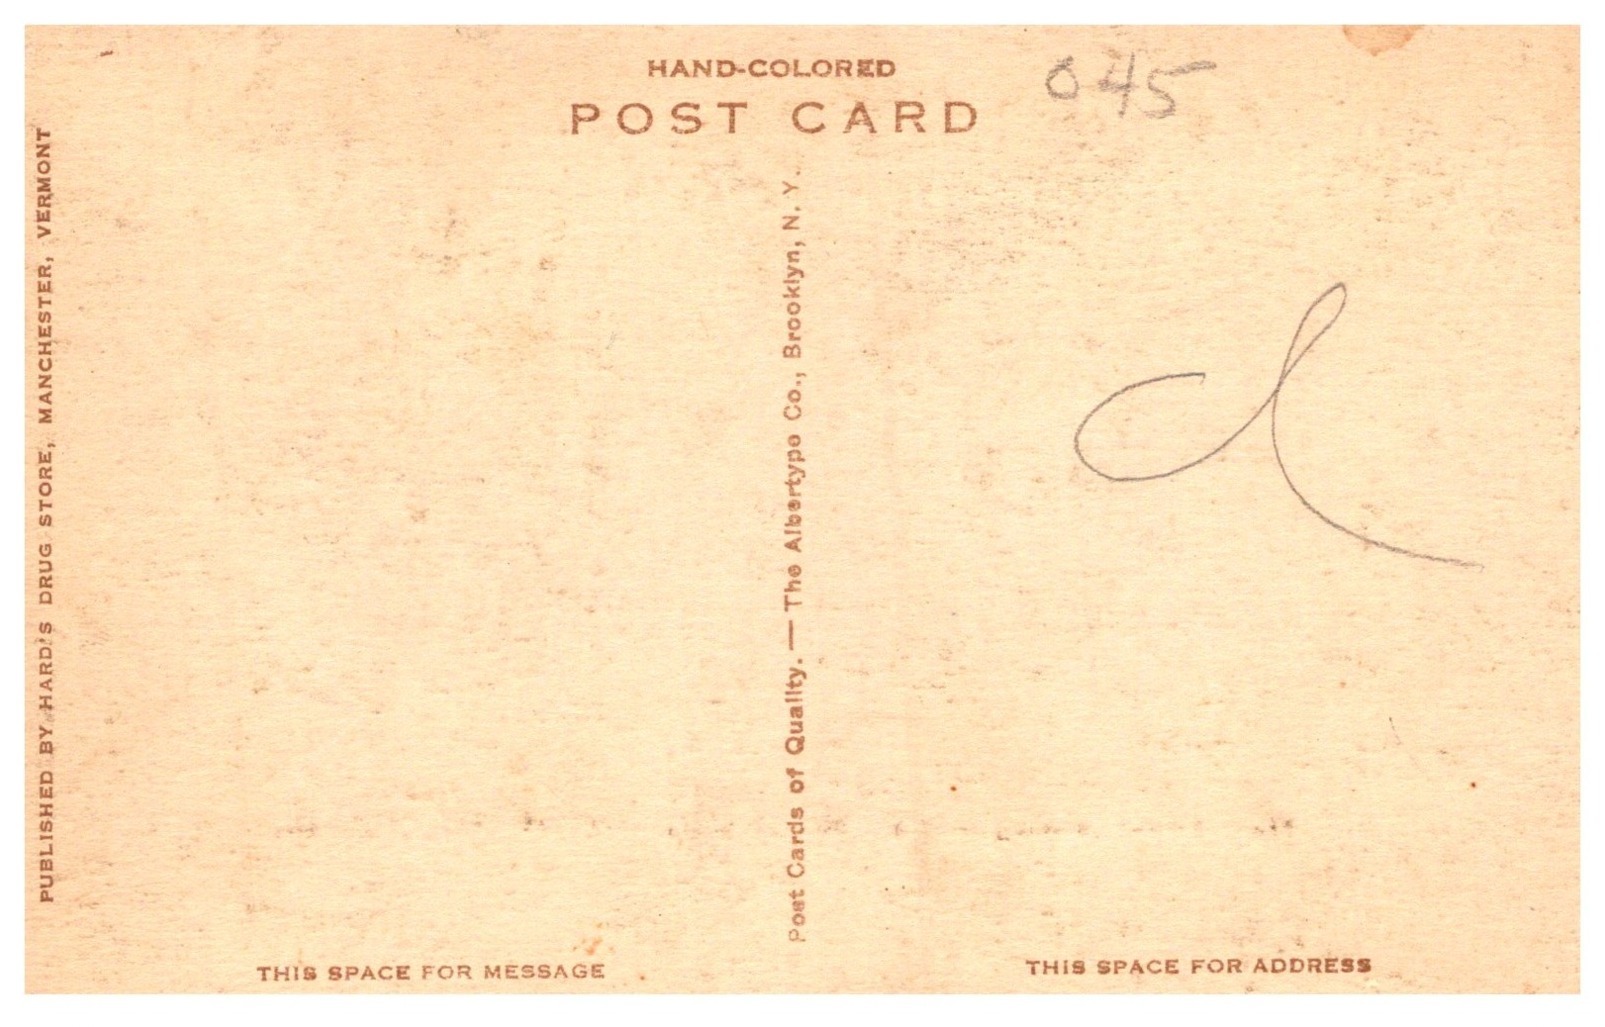 HAND-COLORED
POST CARD
045
PUBLISHED BY HARD'S DRUG STORE, MANCHESTER, VERMONT
Post Cards of Quality. — The Albertype Co., Brooklyn, N. Y.
d
THIS SPACE FOR MESSAGE
THIS SPACE FOR ADDRESS